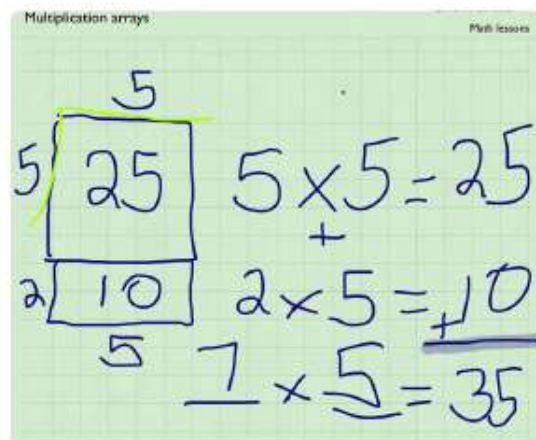 Multiplication arrays
Math lessons
5
5 25 5 × 5 = 25
+
2 10 2 × 5 = +10
5
7 × 5 = 35